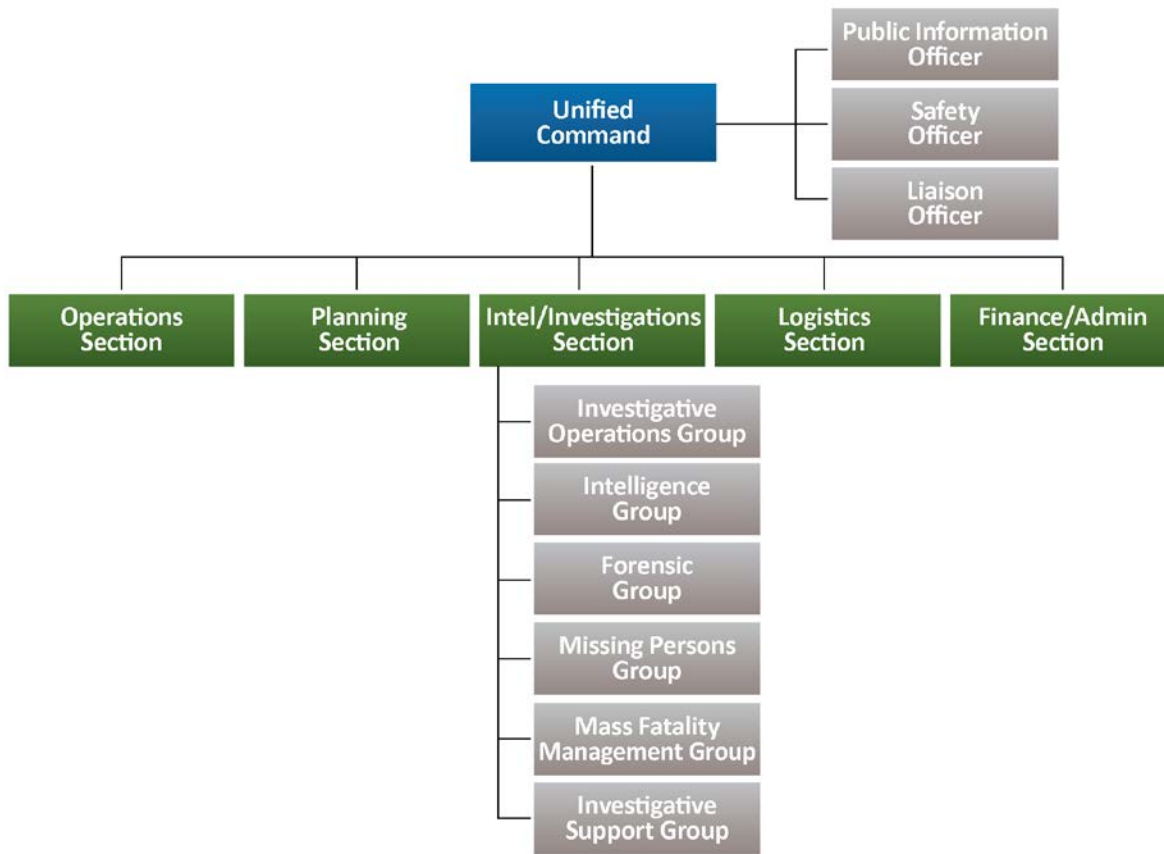 Public Information
Officer
Unified
Command
Safety
Officer
Liaison
Officer
Operations
Section
Planning
Section
Intel/Investigations
Section
Logistics
Section
Finance/Admin
Section
Investigative
Operations Group
Intelligence
Group
Forensic
Group
Missing Persons
Group
Mass Fatality
Management Group
Investigative
Support Group